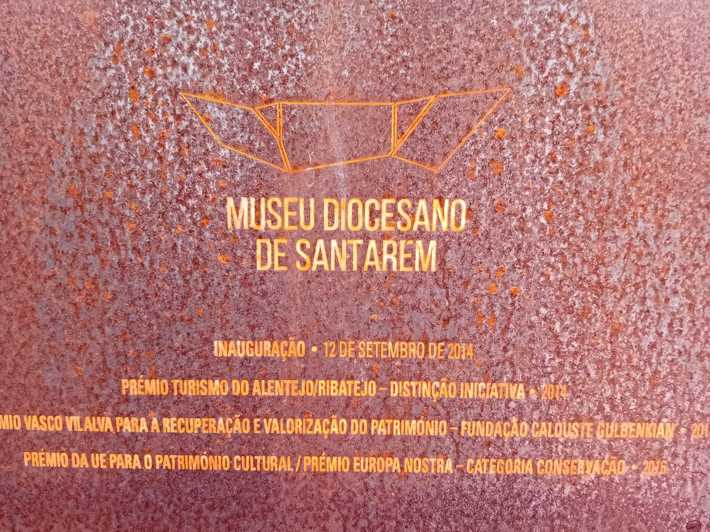 MUSEU DIOCESANO
DE SANTARÉM
INAUGURAÇÃO • 12 DE SETEMBRO DE 2014
PRÉMIO TURISMO DO ALENTEJO/RIBATEJO – DISTINÇÃO INICIATIVA • 2014
VASCO VILALVA PARA A RECUPERAÇÃO E VALORIZAÇÃO DO PATRIMÓNIO – FUNDAÇÃO CALOUSTE GULBENKIAN •
PRÉMIO DA UE PARA O PATRIMÓNIO CULTURAL / PRÉMIO EUROPA NOSTRA – CATEGORIA CONSERVAÇÃO • 2016